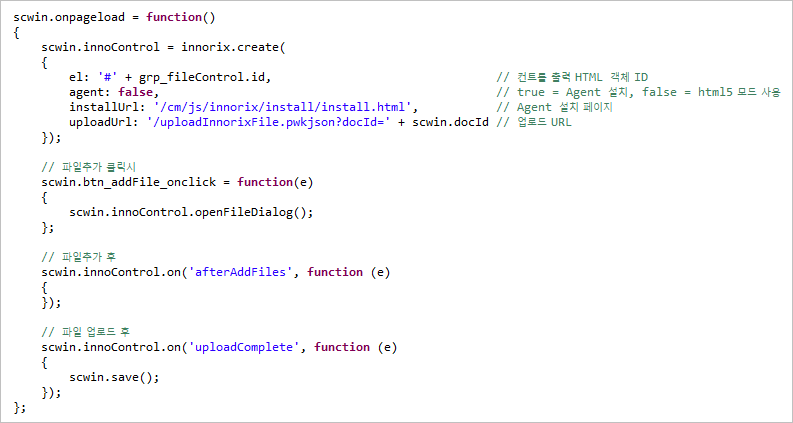 scwin.onpageload = function()
{
    scwin.innoControl = innorix.create(
    {
        el: '#' + grp_fileControl.id,                                // 컨트롤 출력 HTML 객체 ID
        agent: false,                                                // true = Agent 설치, false = html5 모드 사용
        installUrl: '/cm/js/innorix/install/install.html',           // Agent 설치 페이지
        uploadUrl: '/uploadInnorixFile.pwkjson?docId=' + scwin.docId // 업로드 URL
    });
    // 파일추가 클릭시
    scwin.btn_addFile_onclick = function(e)
    {
        scwin.innoControl.openFileDialog();
    };
    // 파일추가 후
    scwin.innoControl.on('afterAddFiles', function (e)
    {
    });
    // 파일 업로드 후
    scwin.innoControl.on('uploadComplete', function (e)
    {
        scwin.save();
    });
};